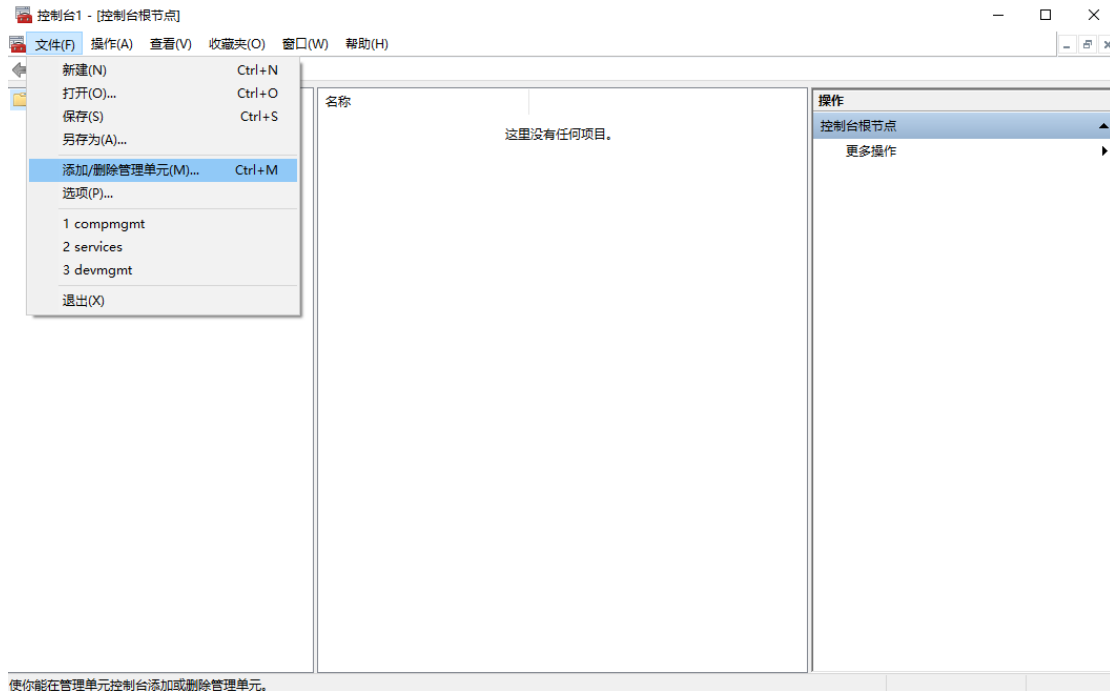 控制台1 - [控制台根节点]
文件(F) 操作(A) 查看(V) 收藏夹(O) 窗口(W) 帮助(H)
新建(N) Ctrl+N
打开(O)... Ctrl+O
保存(S) Ctrl+S
另存为(A)...
添加/删除管理单元(M)... Ctrl+M
选项(P)...
1 compmgmt
2 services
3 devmgmt
退出(X)
名称
这里没有任何项目。
操作
控制台根节点
更多操作
使你能在管理单元控制台添加或删除管理单元。